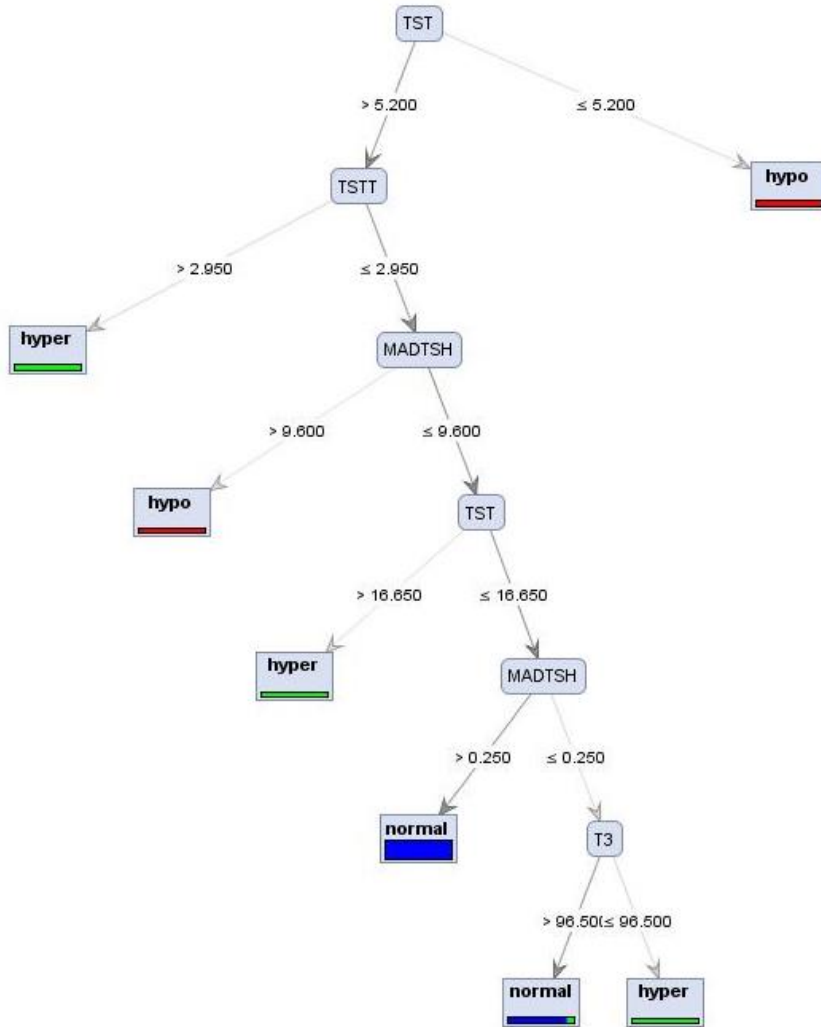 TST
> 5.200
≤ 5.200
hypo
TSTT
> 2.950
≤ 2.950
hyper
MADTSH
> 9.600
≤ 9.600
hypo
TST
> 16.650
≤ 16.650
hyper
MADTSH
> 0.250
≤ 0.250
normal
T3
> 96.500
≤ 96.500
normal
hyper